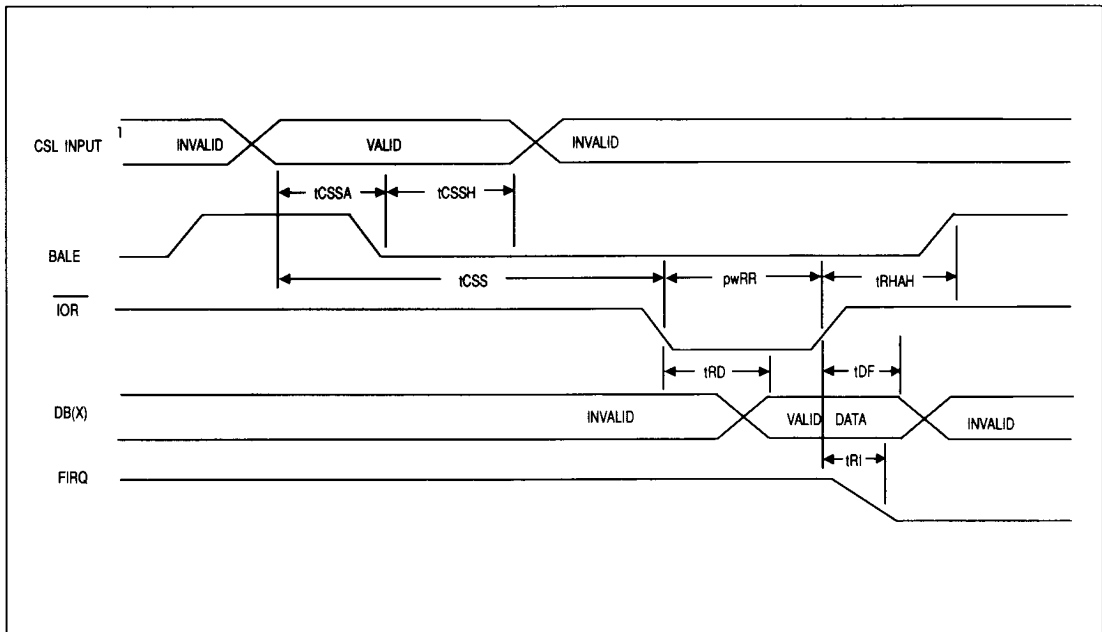 1
CSL INPUT INVALID VALID INVALID
tCSSA tCSSH
BALE
tCSS pwRR tRHAH
IOR
tRD tDF
DB(X) INVALID VALID DATA INVALID
tRI
FIRQ